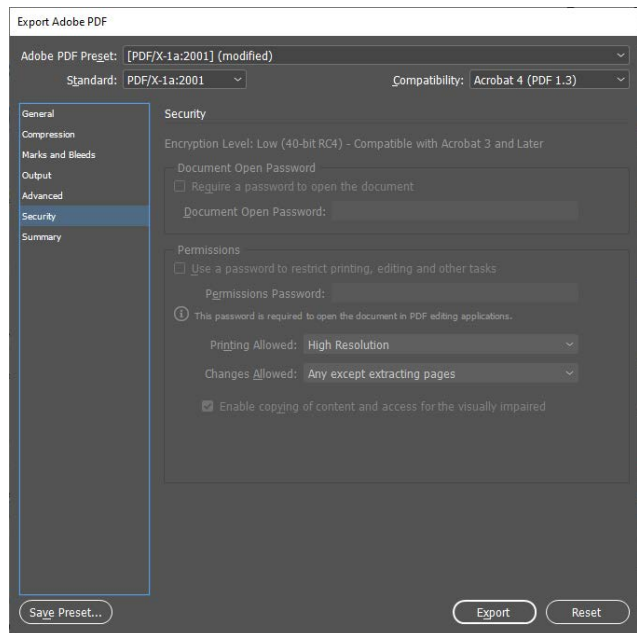 Export Adobe PDF
Adobe PDF Preset: [PDF/X-1a:2001] (modified)
Standard: PDF/X-1a:2001 Compatibility: Acrobat 4 (PDF 1.3)
General
Compression
Marks and Bleeds
Output
Advanced
Security
Summary
Security
Encryption Level: Low (40-bit RC4) - Compatible with Acrobat 3 and Later
Document Open Password
Require a password to open the document
Document Open Password:
Permissions
Use a password to restrict printing, editing and other tasks
Permissions Password:
This password is required to open the document in PDF editing applications.
Printing Allowed: High Resolution
Changes Allowed: Any except extracting pages
Enable copying of content and access for the visually impaired
Save Preset... Export Reset